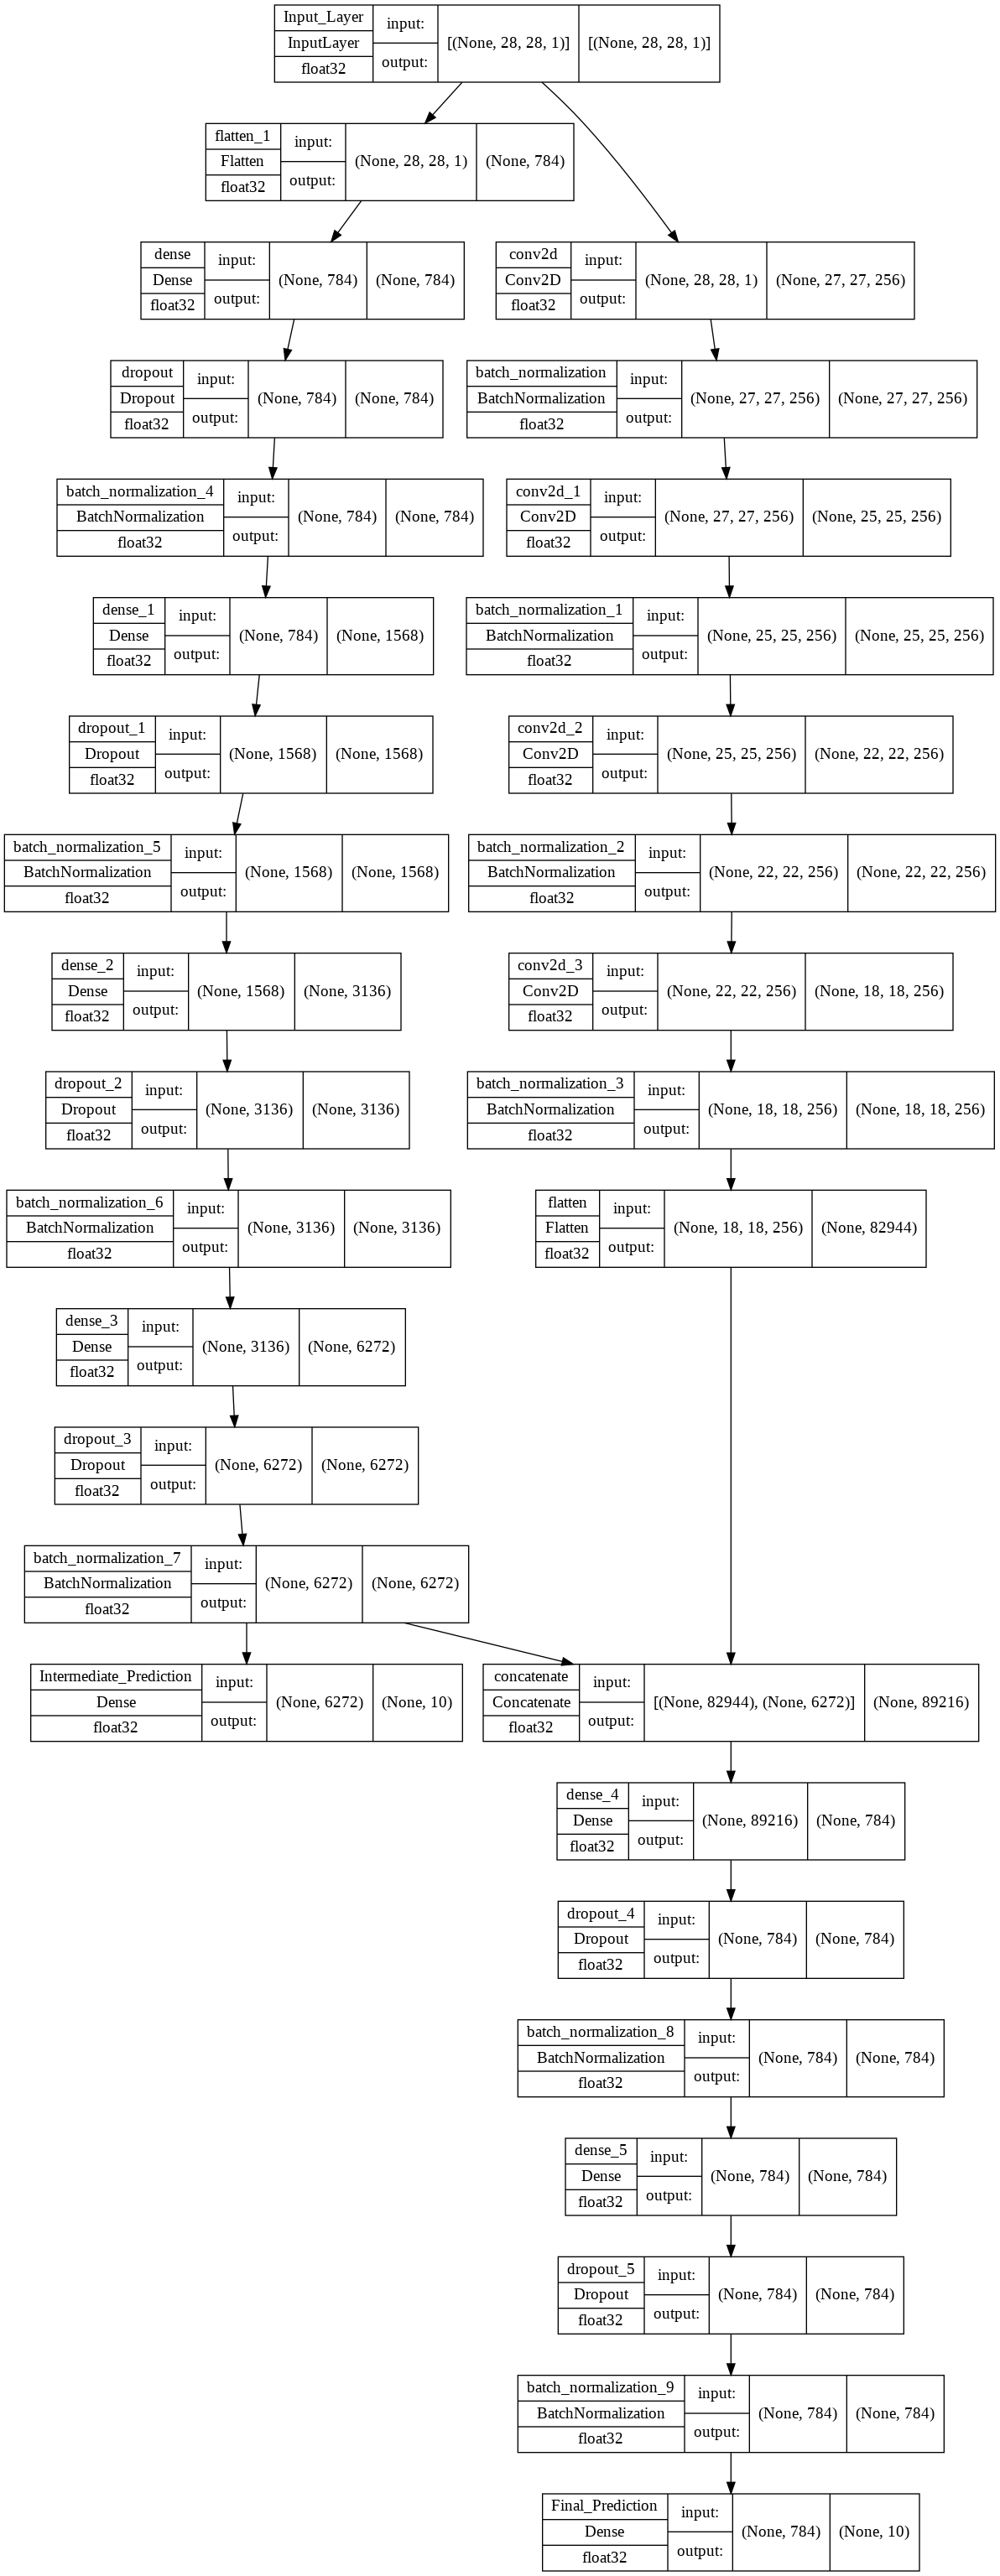 Input_Layer
InputLayer
float32
input:
output:
[(None, 28, 28, 1)]
[(None, 28, 28, 1)]
flatten_1
Flatten
float32
input:
output:
(None, 28, 28, 1)
(None, 784)
dense
Dense
float32
input:
output:
(None, 784)
(None, 784)
conv2d
Conv2D
float32
input:
output:
(None, 28, 28, 1)
(None, 27, 27, 256)
dropout
Dropout
float32
input:
output:
(None, 784)
(None, 784)
batch_normalization
BatchNormalization
float32
input:
output:
(None, 27, 27, 256)
(None, 27, 27, 256)
batch_normalization_4
BatchNormalization
float32
input:
output:
(None, 784)
(None, 784)
conv2d_1
Conv2D
float32
input:
output:
(None, 27, 27, 256)
(None, 25, 25, 256)
dense_1
Dense
float32
input:
output:
(None, 784)
(None, 1568)
batch_normalization_1
BatchNormalization
float32
input:
output:
(None, 25, 25, 256)
(None, 25, 25, 256)
dropout_1
Dropout
float32
input:
output:
(None, 1568)
(None, 1568)
conv2d_2
Conv2D
float32
input:
output:
(None, 25, 25, 256)
(None, 22, 22, 256)
batch_normalization_5
BatchNormalization
float32
input:
output:
(None, 1568)
(None, 1568)
batch_normalization_2
BatchNormalization
float32
input:
output:
(None, 22, 22, 256)
(None, 22, 22, 256)
dense_2
Dense
float32
input:
output:
(None, 1568)
(None, 3136)
conv2d_3
Conv2D
float32
input:
output:
(None, 22, 22, 256)
(None, 18, 18, 256)
dropout_2
Dropout
float32
input:
output:
(None, 3136)
(None, 3136)
batch_normalization_3
BatchNormalization
float32
input:
output:
(None, 18, 18, 256)
(None, 18, 18, 256)
batch_normalization_6
BatchNormalization
float32
input:
output:
(None, 3136)
(None, 3136)
flatten
Flatten
float32
input:
output:
(None, 18, 18, 256)
(None, 82944)
dense_3
Dense
float32
input:
output:
(None, 3136)
(None, 6272)
dropout_3
Dropout
float32
input:
output:
(None, 6272)
(None, 6272)
batch_normalization_7
BatchNormalization
float32
input:
output:
(None, 6272)
(None, 6272)
Intermediate_Prediction
Dense
float32
input:
output:
(None, 6272)
(None, 10)
concatenate
Concatenate
float32
input:
output:
[(None, 82944), (None, 6272)]
(None, 89216)
dense_4
Dense
float32
input:
output:
(None, 89216)
(None, 784)
dropout_4
Dropout
float32
input:
output:
(None, 784)
(None, 784)
batch_normalization_8
BatchNormalization
float32
input:
output:
(None, 784)
(None, 784)
dense_5
Dense
float32
input:
output:
(None, 784)
(None, 784)
dropout_5
Dropout
float32
input:
output:
(None, 784)
(None, 784)
batch_normalization_9
BatchNormalization
float32
input:
output:
(None, 784)
(None, 784)
Final_Prediction
Dense
float32
input:
output:
(None, 784)
(None, 10)